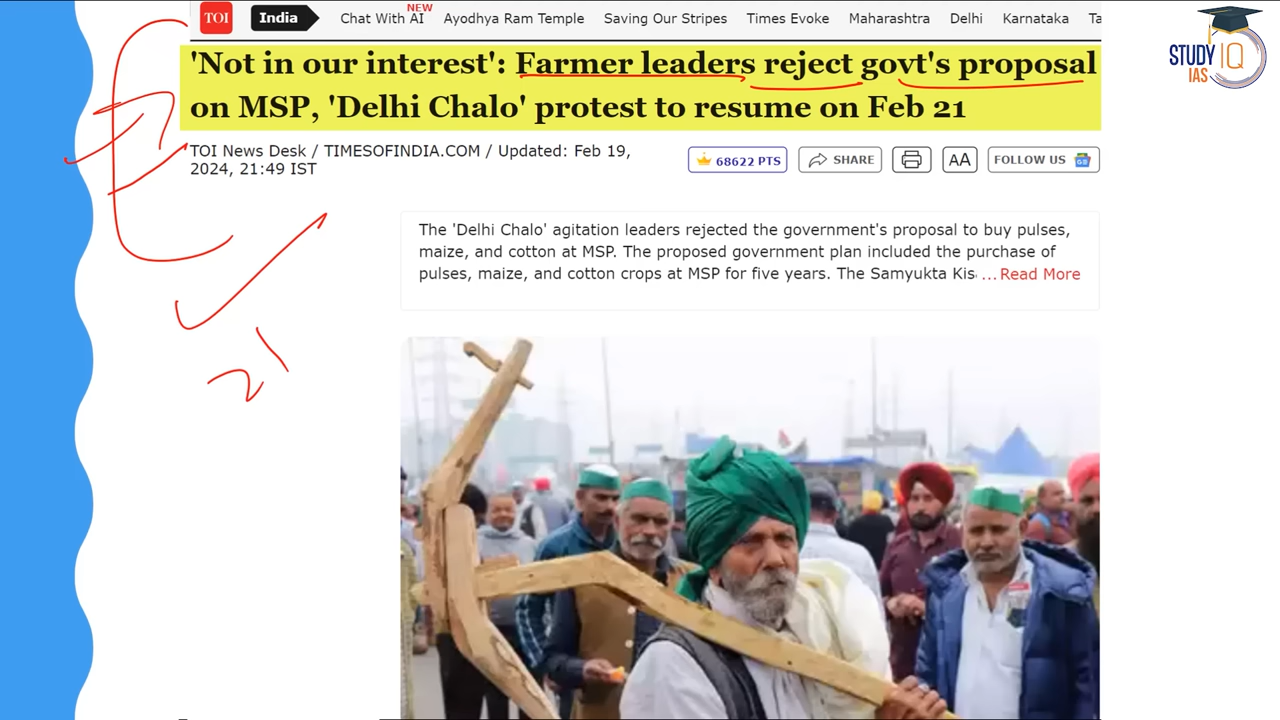 TOI
India
Chat With AI
NEW
Ayodhya Ram Temple
Saving Our Stripes
Times Evoke
Maharashtra
Delhi
Karnataka
Ta
STUDY IQ
IAS
'Not in our interest': Farmer leaders reject govt's proposal
on MSP, 'Delhi Chalo' protest to resume on Feb 21
TOI News Desk / TIMESOFINDIA.COM / Updated: Feb 19,
2024, 21:49 IST
68622 PTS
SHARE
AA
FOLLOW US
The 'Delhi Chalo' agitation leaders rejected the government's proposal to buy pulses,
maize, and cotton at MSP. The proposed government plan included the purchase of
pulses, maize, and cotton crops at MSP for five years. The Samyukta Kis ...Read More
21